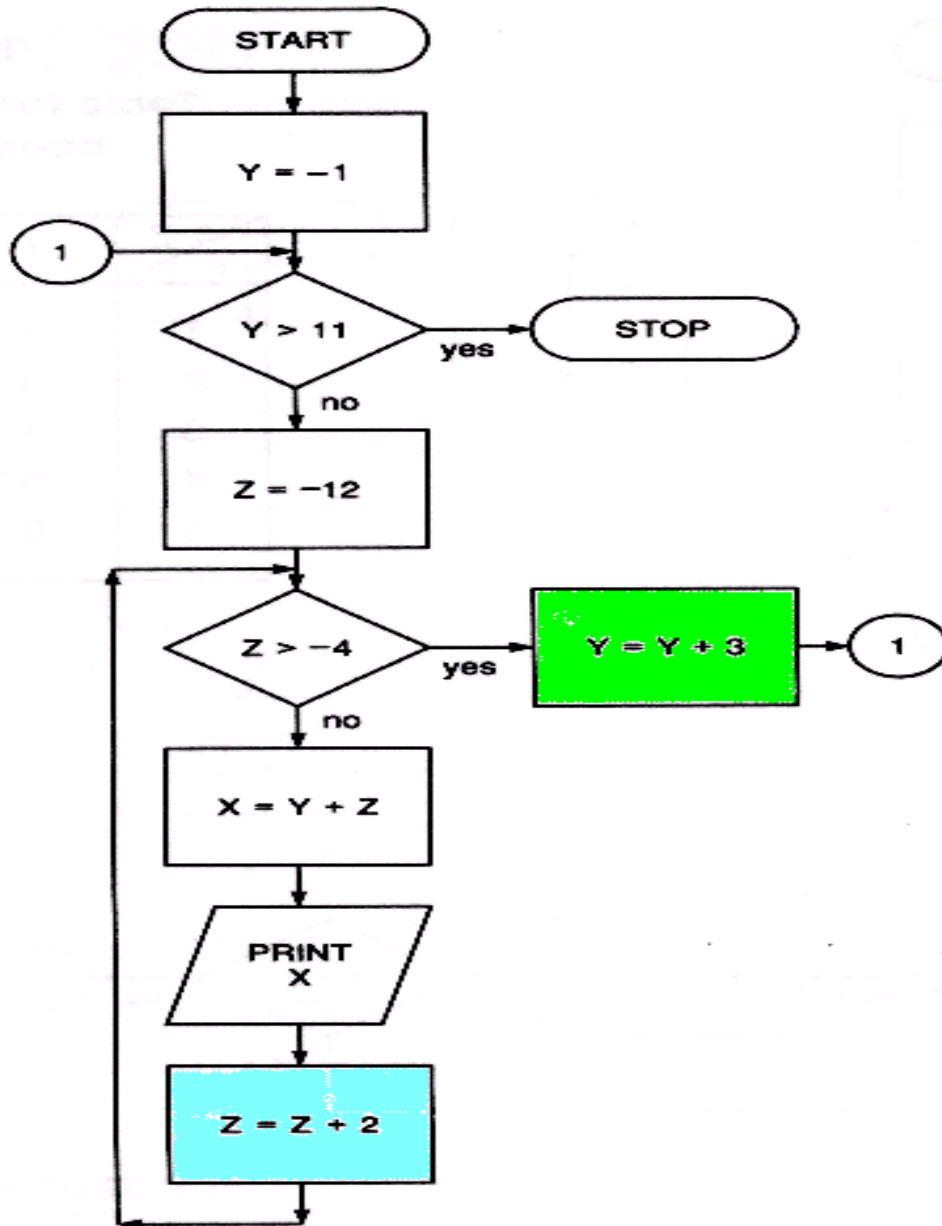 START
Y = −1
1
Y > 11
yes
STOP
no
Z = −12
Z > −4
yes
Y = Y + 3
1
no
X = Y + Z
PRINT
X
Z = Z + 2